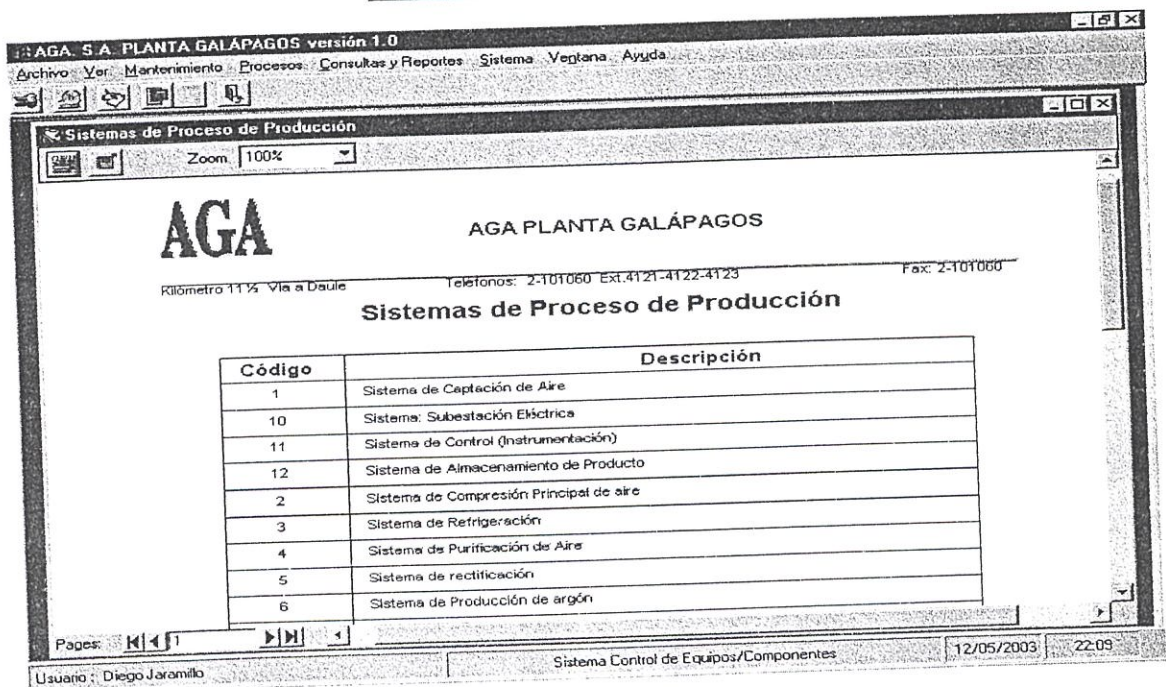 AGA. S.A. PLANTA GALÁPAGOS versión 1.0
Archivo Ver Mantenimiento Procesos Consultas y Reportes Sistema Ventana Ayuda
Sistemas de Proceso de Producción
Zoom 100%
AGA
AGA PLANTA GALÁPAGOS
Kilómetro 11½ Vía a Daule Teléfonos: 2-101060 Ext.4121-4122-4123 Fax: 2-101060
Sistemas de Proceso de Producción
Código Descripción
1 Sistema de Captación de Aire
10 Sistema: Subestación Eléctrica
11 Sistema de Control (Instrumentación)
12 Sistema de Almacenamiento de Producto
2 Sistema de Compresión Principal de aire
3 Sistema de Refrigeración
4 Sistema de Purificación de Aire
5 Sistema de rectificación
6 Sistema de Producción de argón
Pages: 1
Usuario : Diego Jaramillo Sistema Control de Equipos/Componentes 12/05/2003 22:09